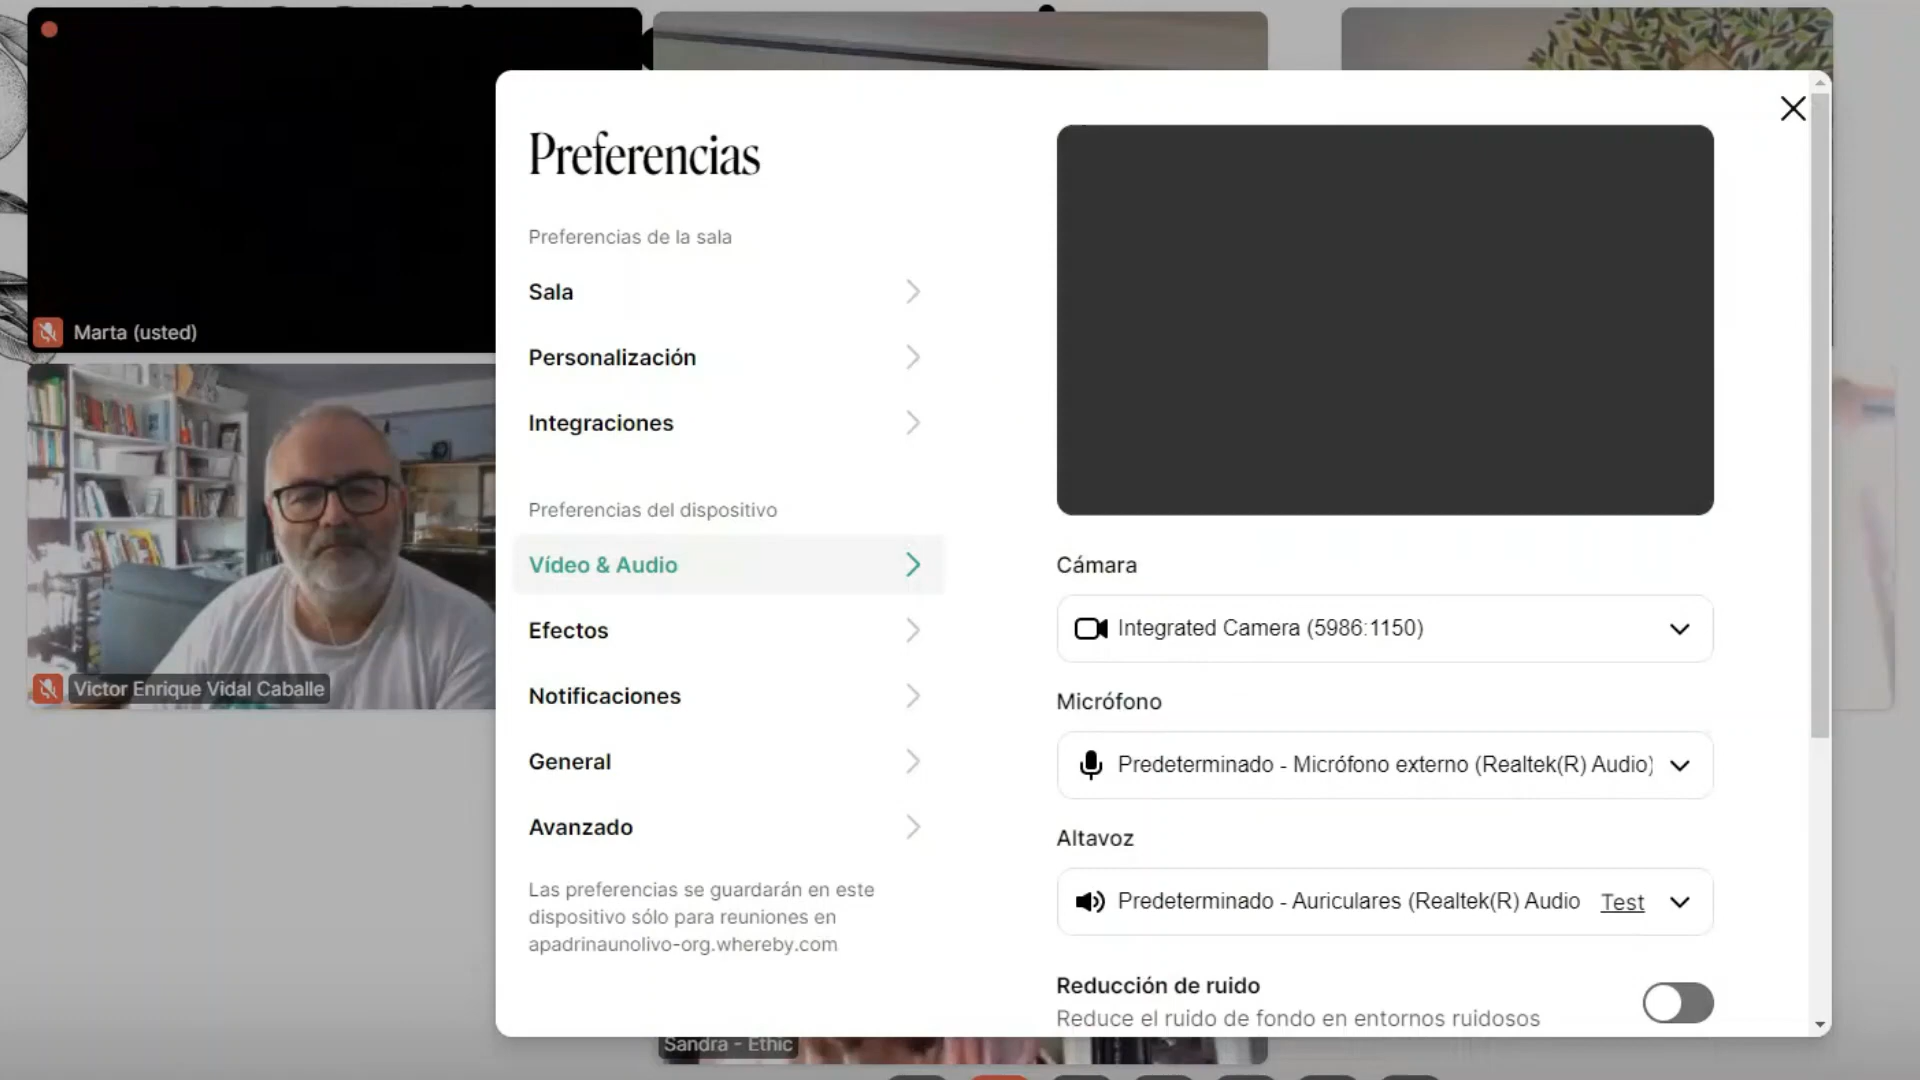 Marta (usted)
Victor Enrique Vidal Caballe
Preferencias
Preferencias de la sala
Sala
Personalización
Integraciones
Preferencias del dispositivo
Vídeo & Audio
Efectos
Notificaciones
General
Avanzado
Las preferencias se guardarán en este
dispositivo sólo para reuniones en
apadrinaunolivo-org.whereby.com
Cámara
Integrated Camera (5986:1150)
Micrófono
Predeterminado - Micrófono externo (Realtek(R) Audio)
Altavoz
Predeterminado - Auriculares (Realtek(R) Audio Test
Reducción de ruido
Reduce el ruido de fondo en entornos ruidosos
Sandra - Ethic